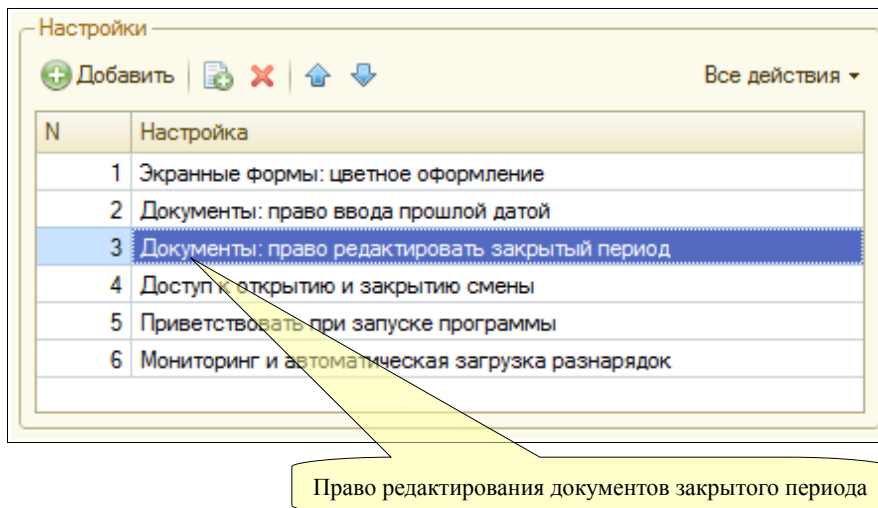 Настройки
Добавить
Все действия
N Настройка
1 Экранные формы: цветное оформление
2 Документы: право ввода прошлой датой
3 Документы: право редактировать закрытый период
4 Доступ к открытию и закрытию смены
5 Приветствовать при запуске программы
6 Мониторинг и автоматическая загрузка разнарядок
Право редактирования документов закрытого периода